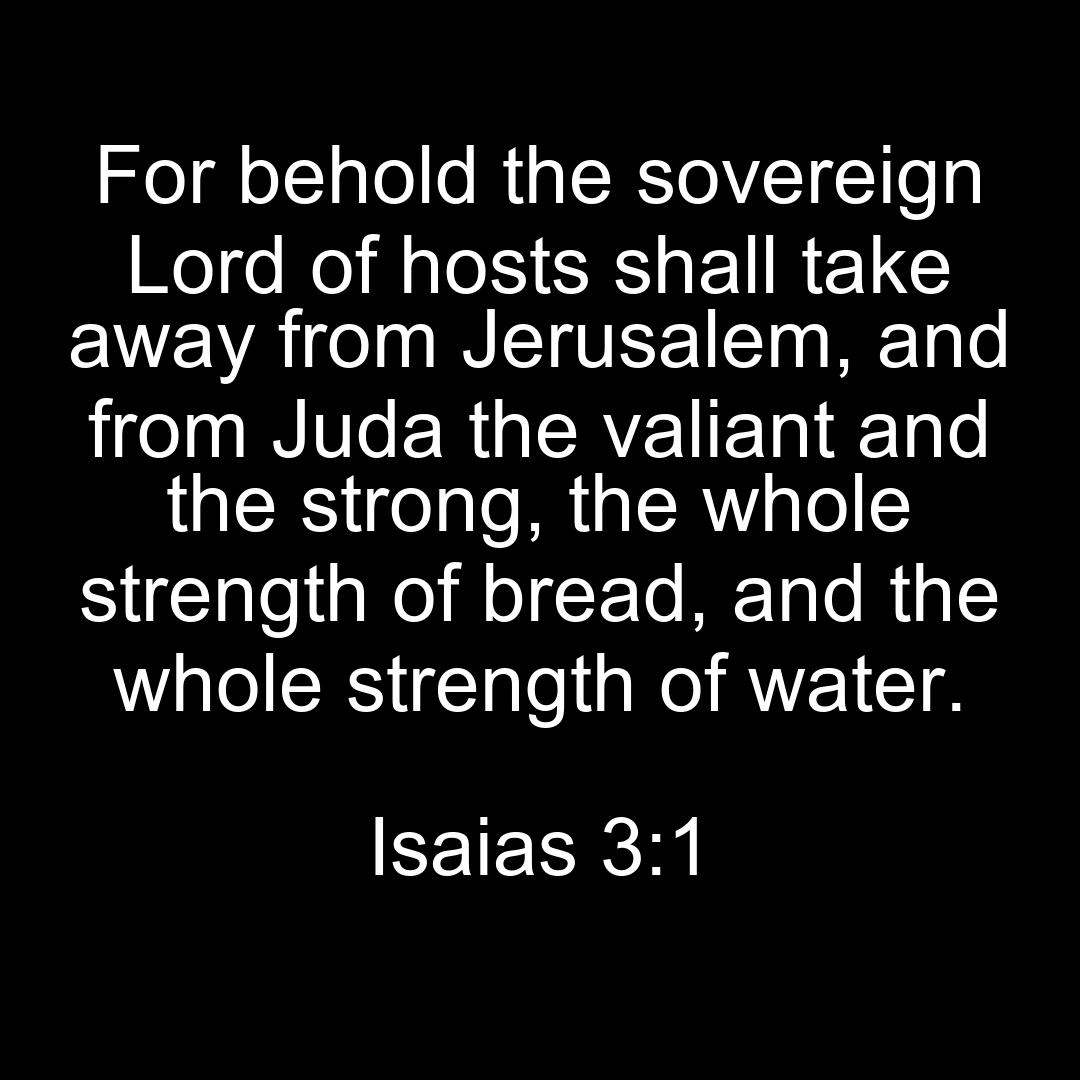 For behold the sovereign
Lord of hosts shall take
away from Jerusalem, and
from Juda the valiant and
the strong, the whole
strength of bread, and the
whole strength of water.
Isaias 3:1